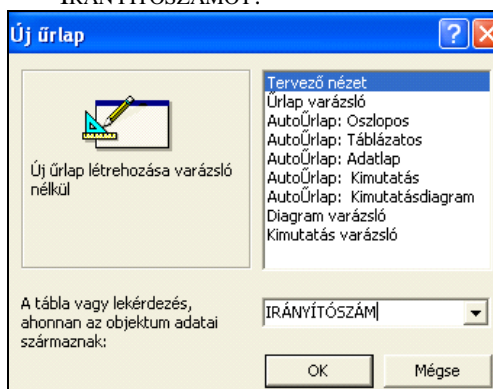 IRÁNYÍTÓSZÁMOT.
Új űrlap
Új űrlap létrehozása varázsló
nélkül
Tervező nézet
Űrlap varázsló
AutoŰrlap: Oszlopos
AutoŰrlap: Táblázatos
AutoŰrlap: Adatlap
AutoŰrlap: Kimutatás
AutoŰrlap: Kimutatásdiagram
Diagram varázsló
Kimutatás varázsló
A tábla vagy lekérdezés,
ahonnan az objektum adatai
származnak:
IRÁNYÍTÓSZÁM
OK
Mégse